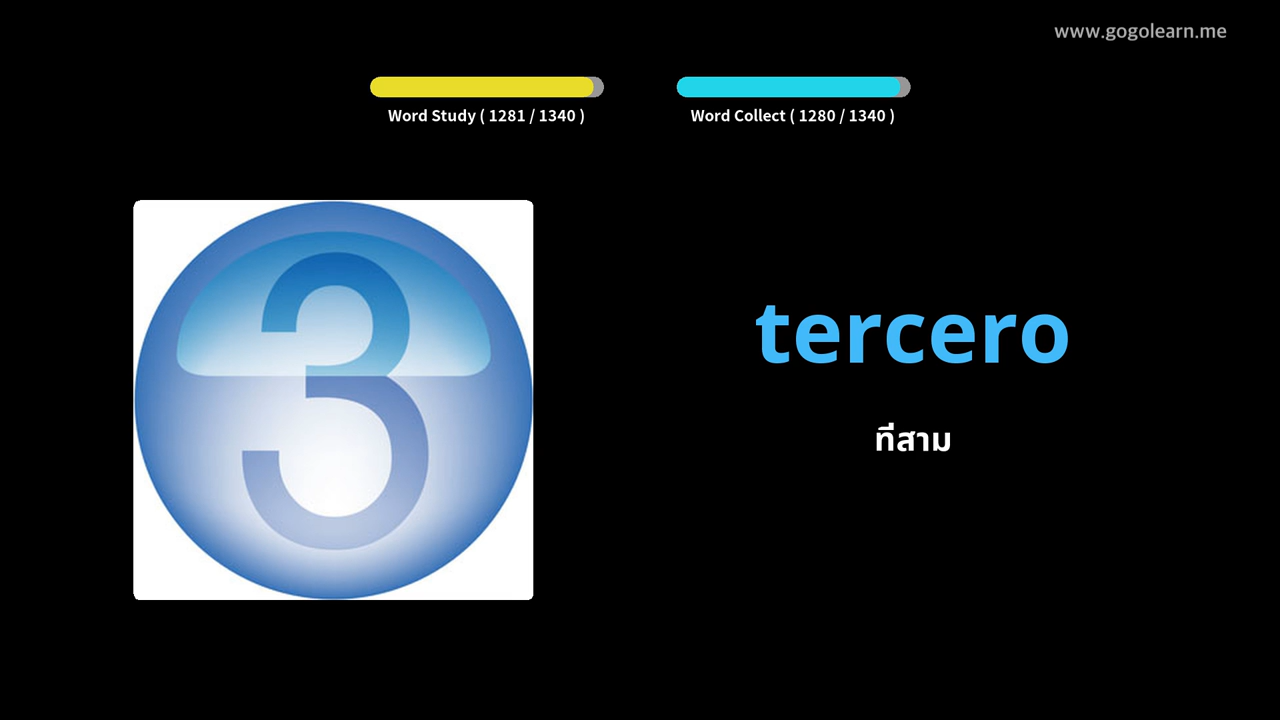 www.gogolearn.me
Word Study ( 1281 / 1340 )
Word Collect ( 1280 / 1340 )
3
tercero
ที่สาม